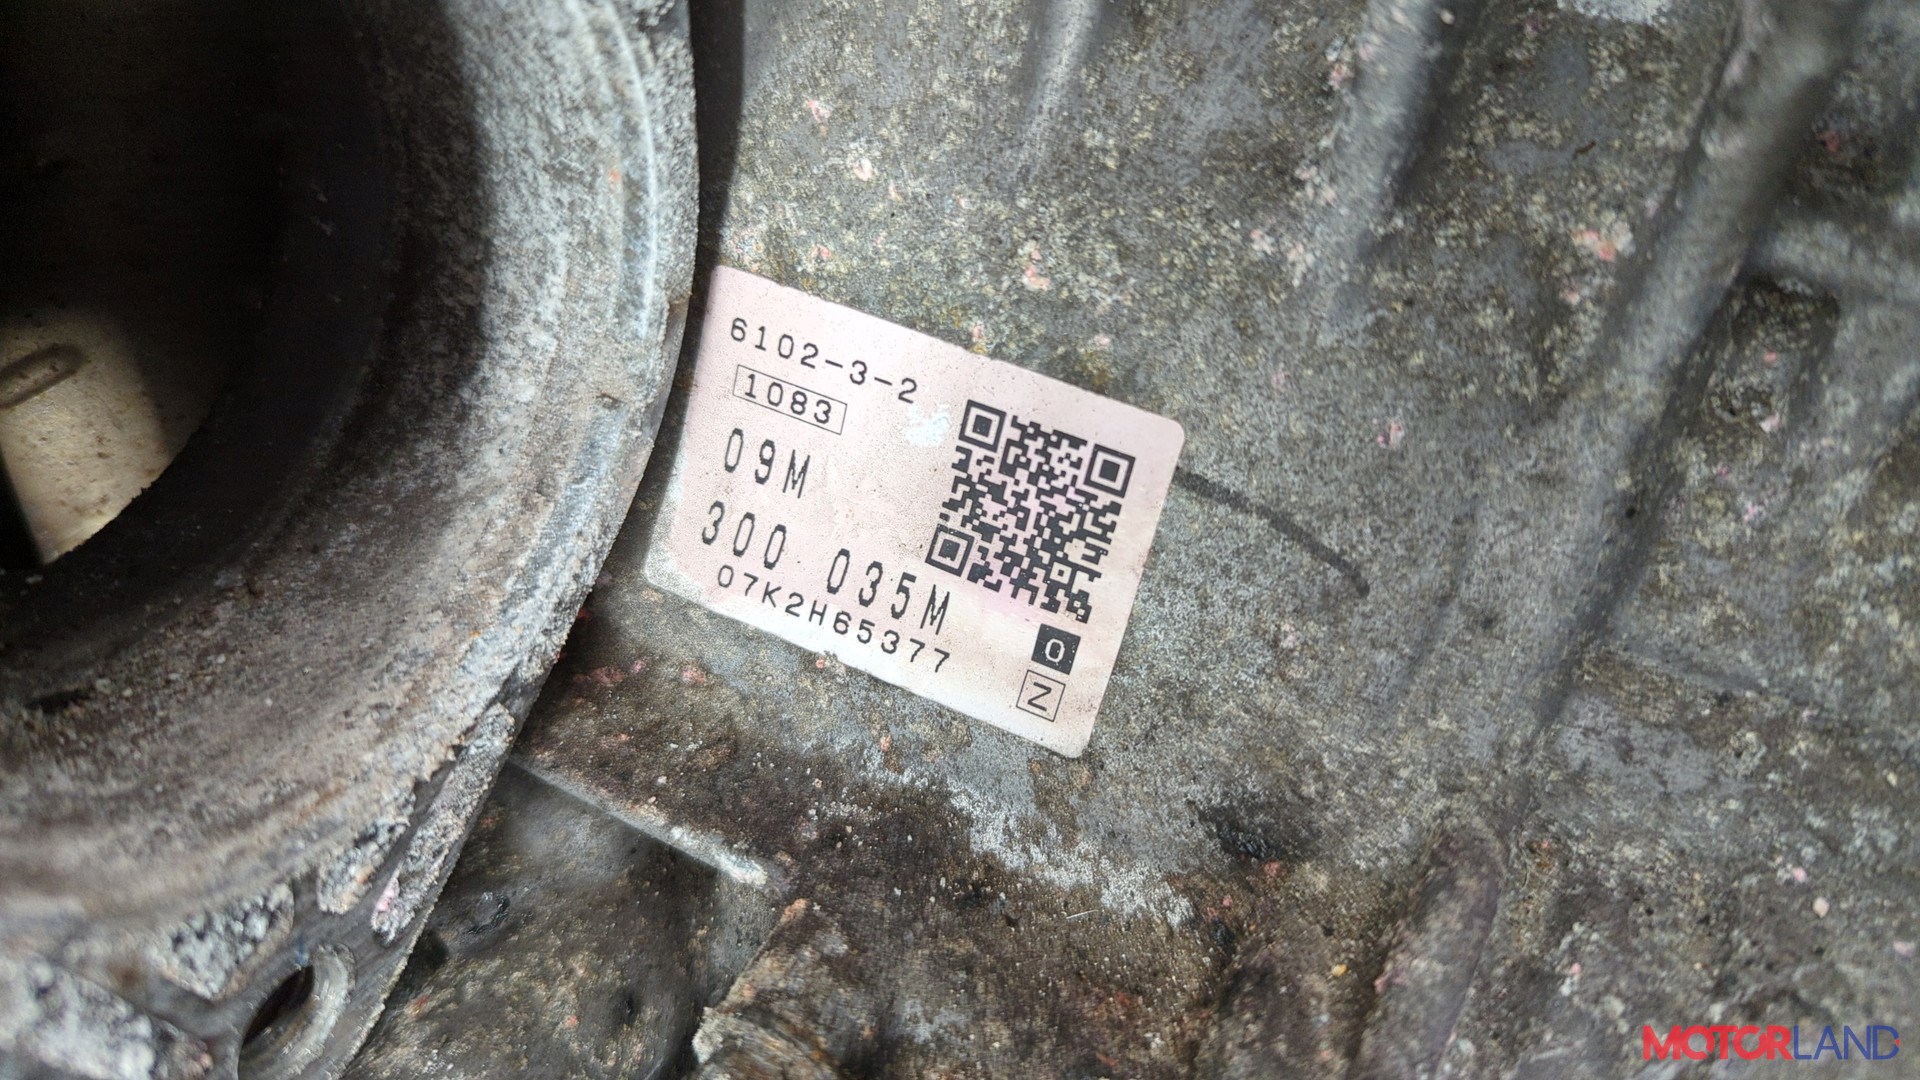 6102-3-2
1083
09M
300 035M
07K2H65377
Q
Z
MOTORLAND